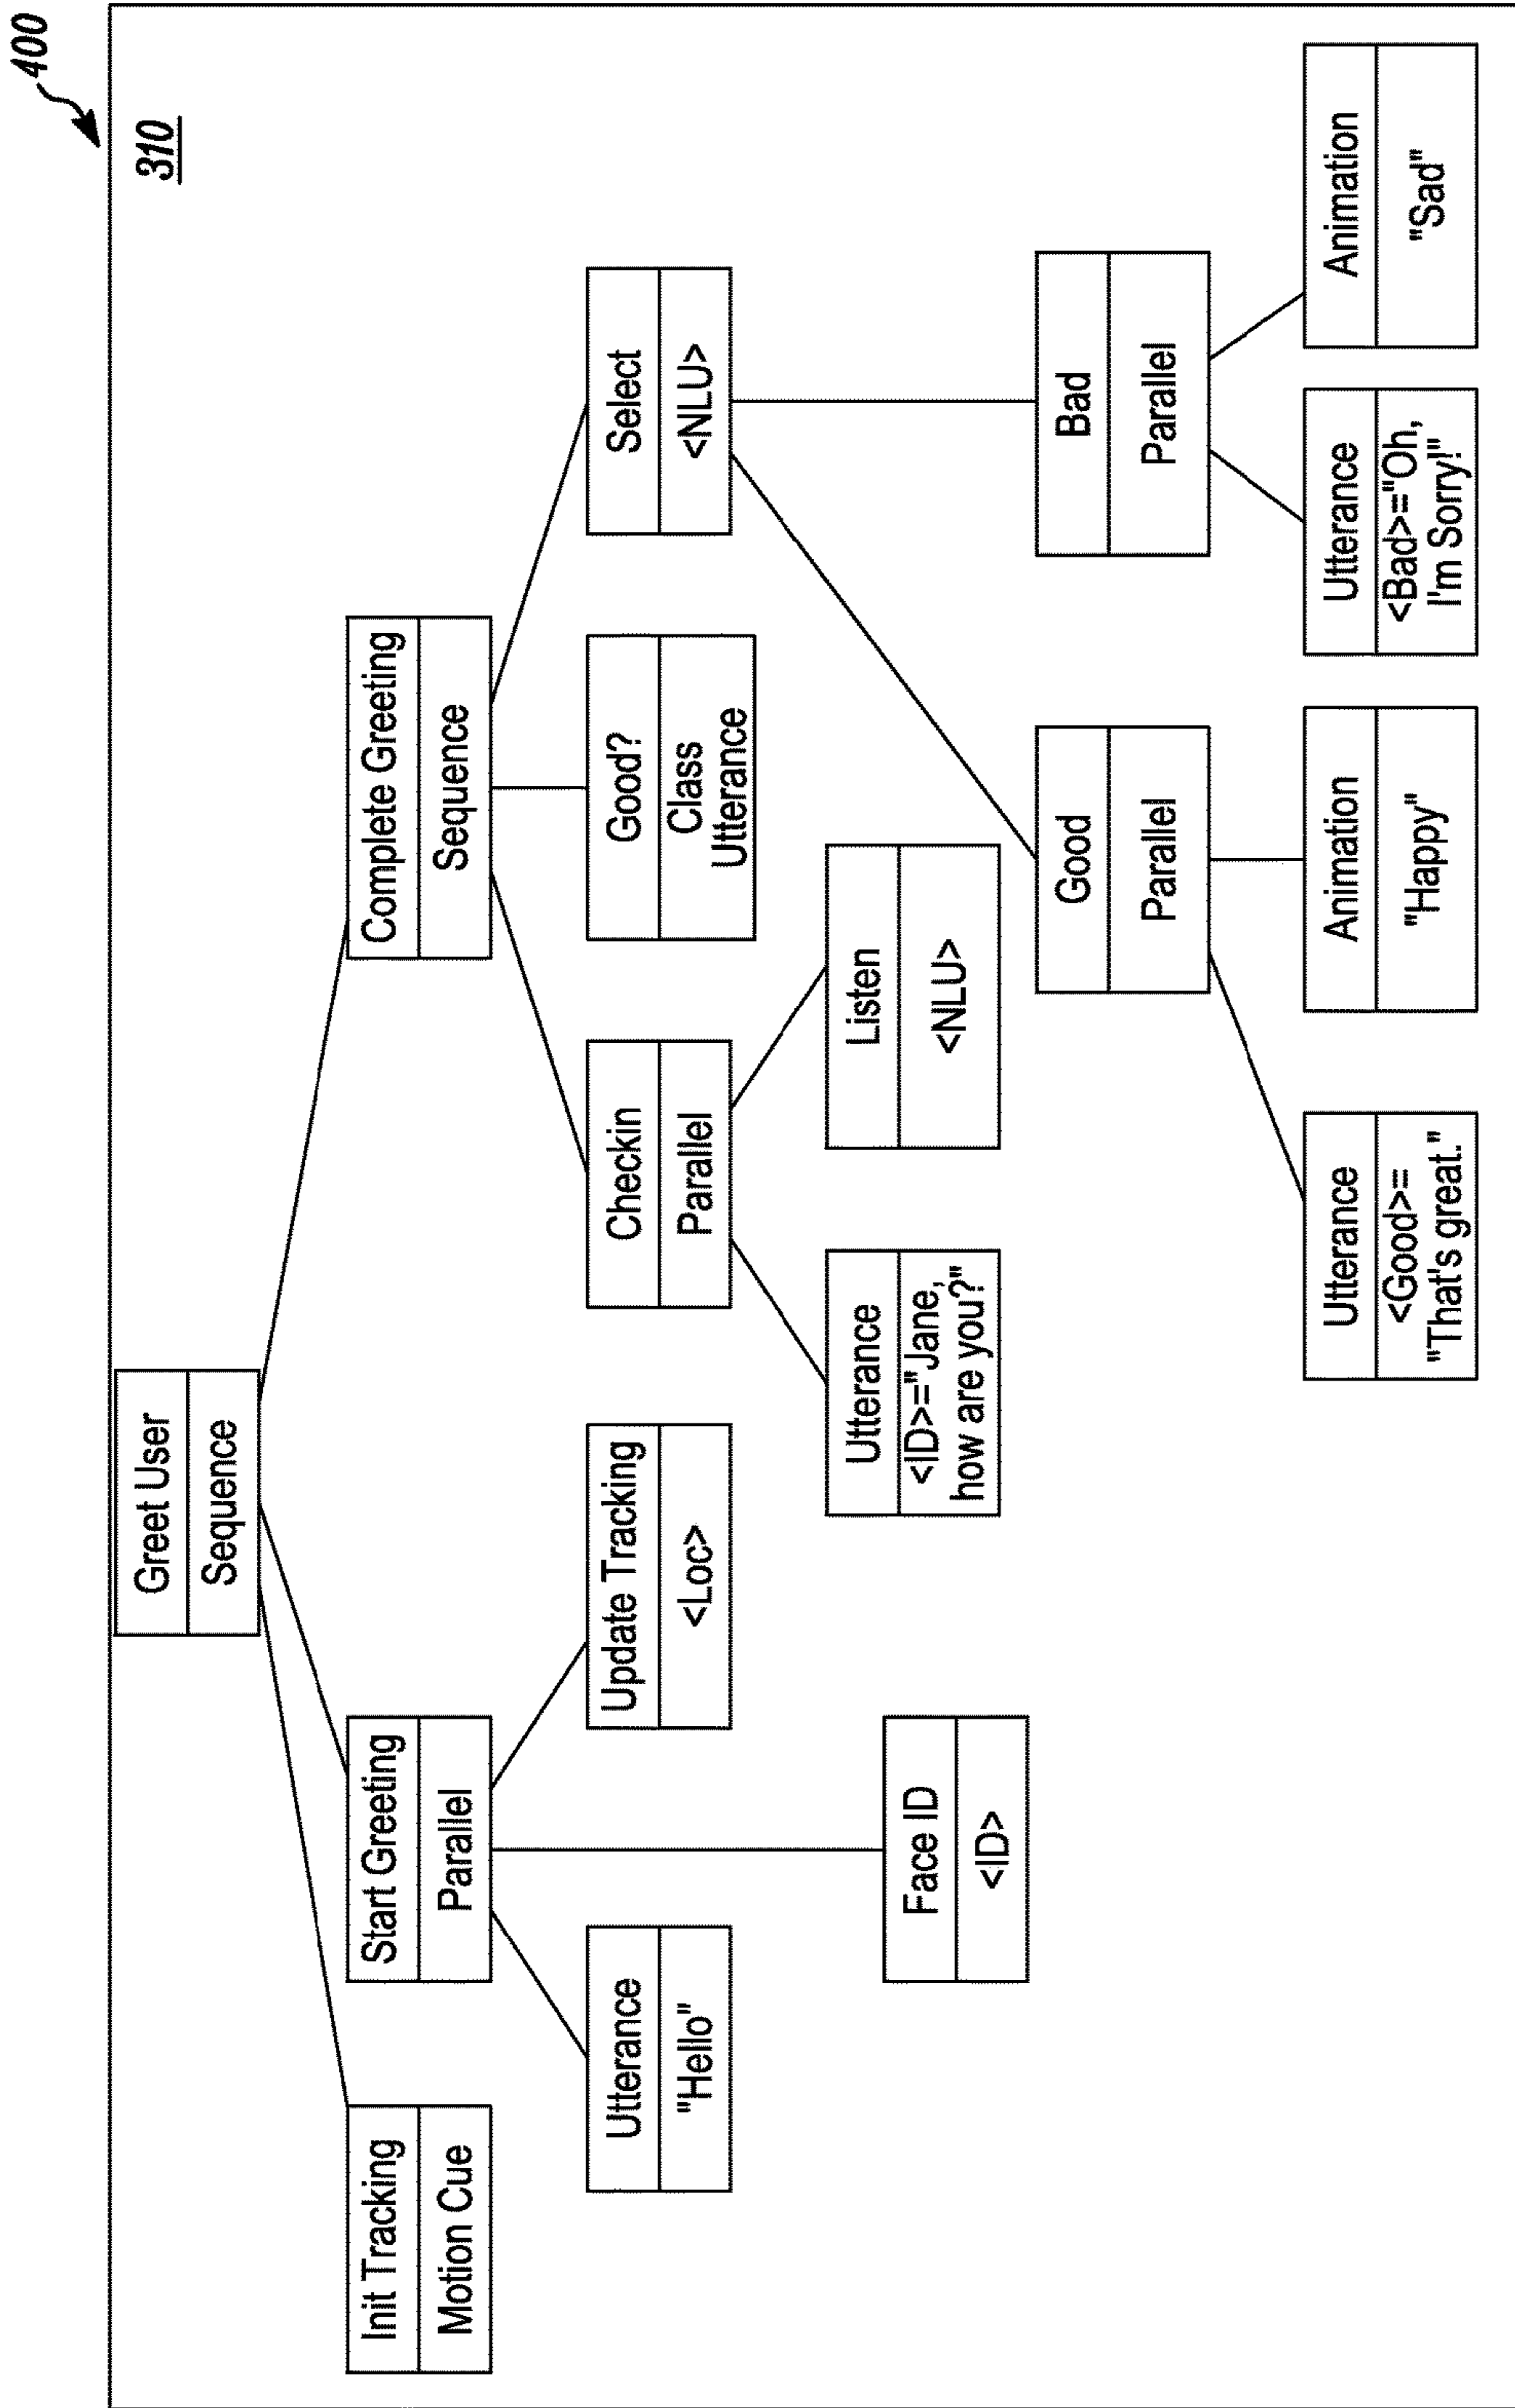 400
310
Greet User
Sequence
Init Tracking
Motion Cue
Start Greeting
Parallel
Complete Greeting
Sequence
Utterance
"Hello"
Update Tracking
<Loc>
Checkin
Parallel
Good?
Class
Utterance
Select
<NLU>
Face ID
<ID>
Utterance
<ID>="Jane,
how are you?"
Listen
<NLU>
Good
Parallel
Bad
Parallel
Utterance
<Good>=
"That's great."
Animation
"Happy"
Utterance
<Bad>="Oh,
I'm Sorry!"
Animation
"Sad"